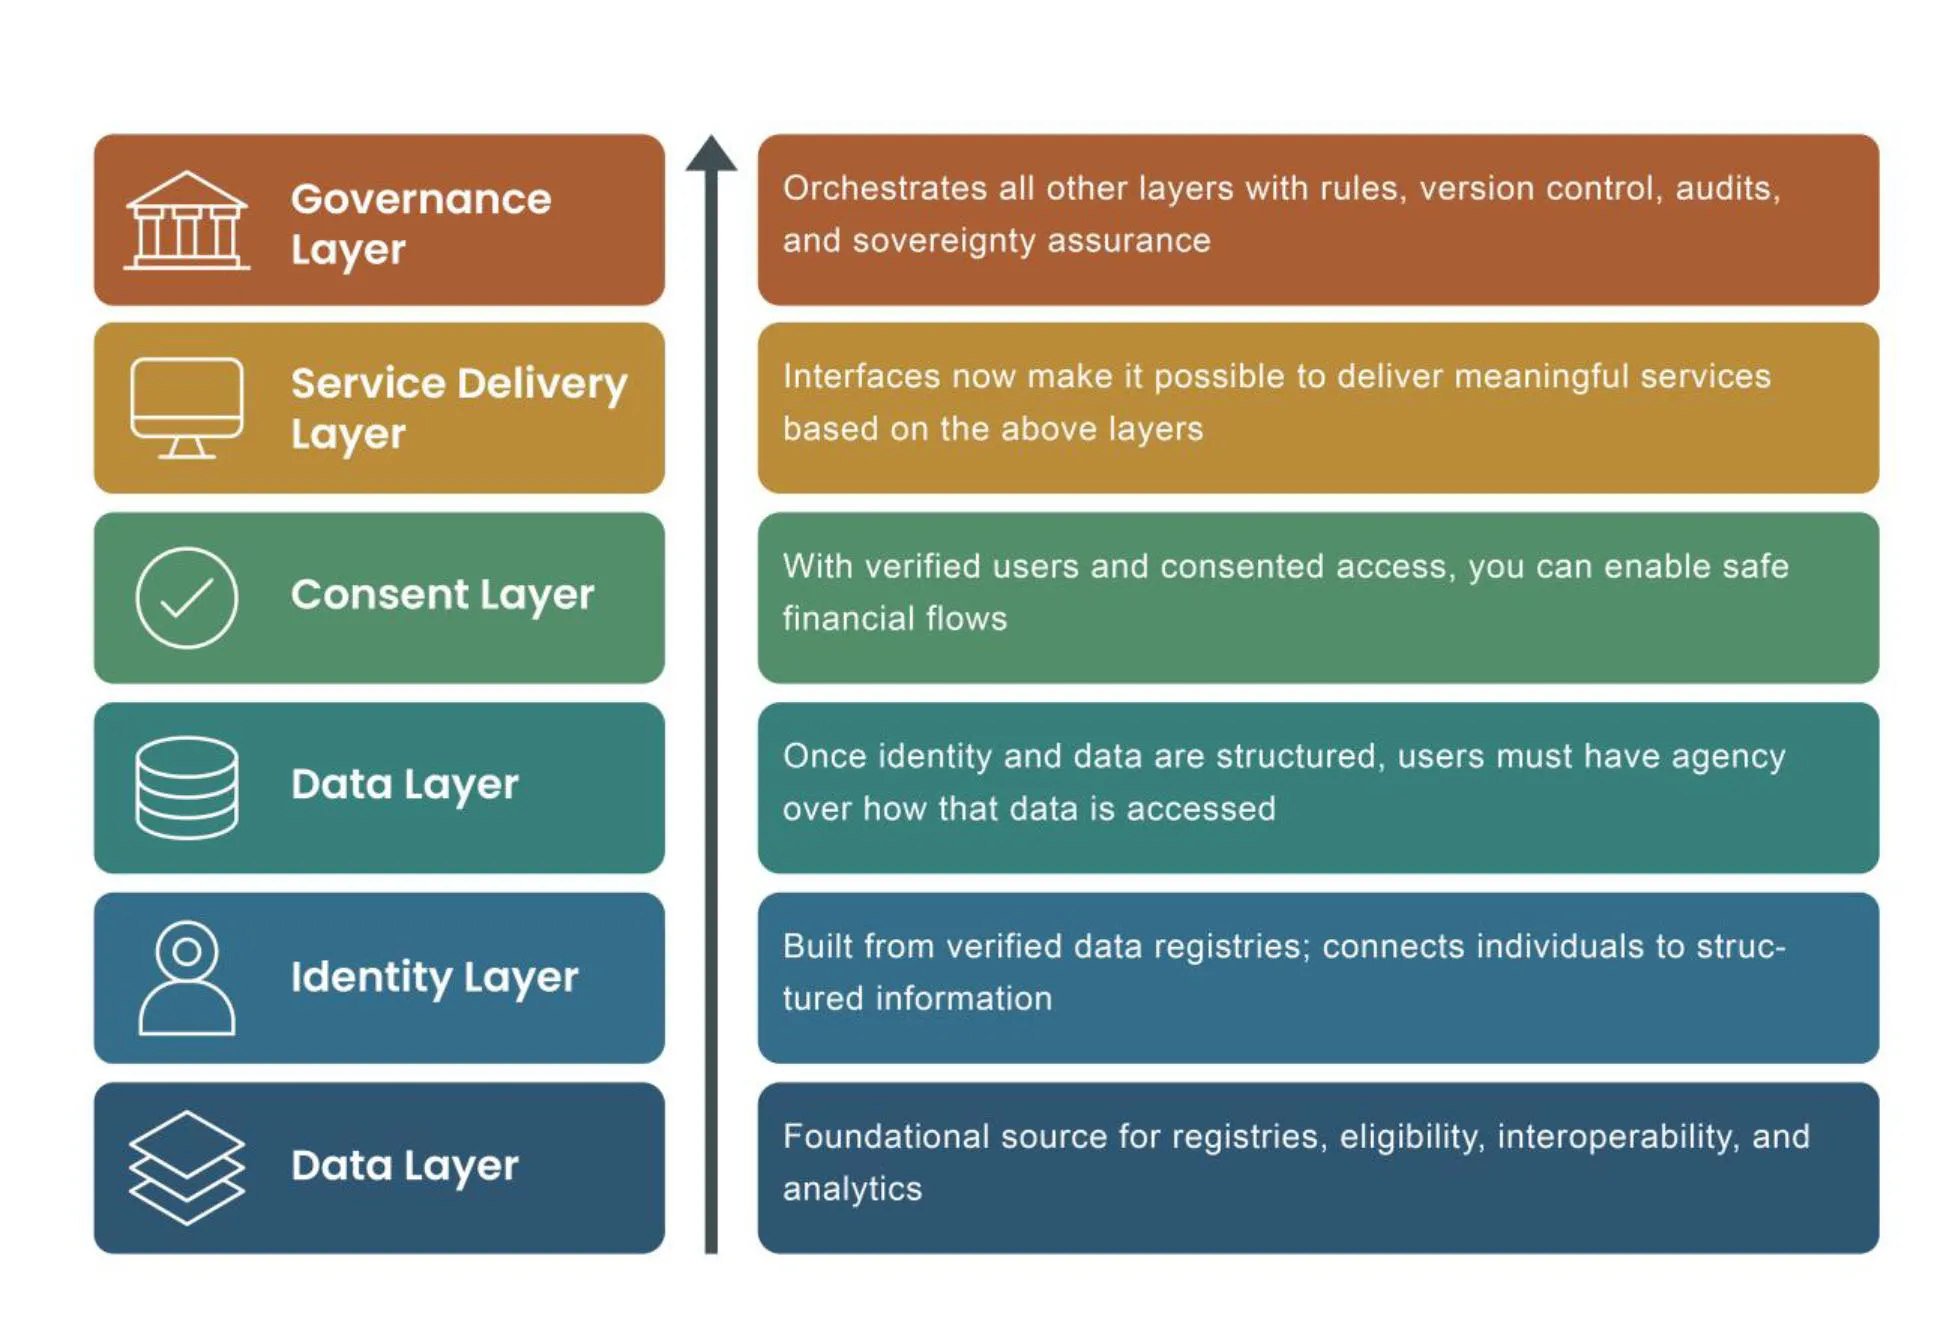 Governance
Layer
Orchestrates all other layers with rules, version control, audits,
and sovereignty assurance
Service Delivery
Layer
Interfaces now make it possible to deliver meaningful services
based on the above layers
Consent Layer
With verified users and consented access, you can enable safe
financial flows
Data Layer
Once identity and data are structured, users must have agency
over how that data is accessed
Identity Layer
Built from verified data registries; connects individuals to struc-
tured information
Data Layer
Foundational source for registries, eligibility, interoperability, and
analytics